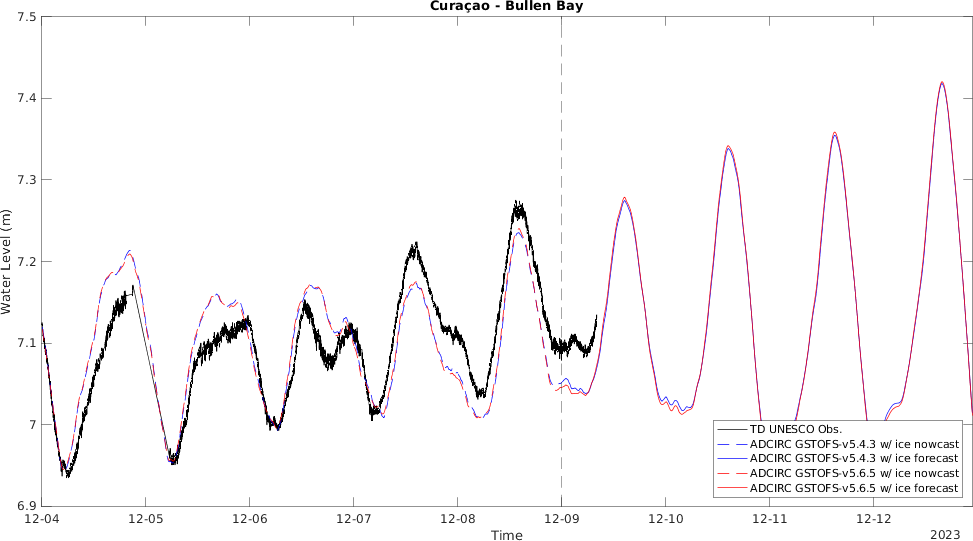 Curaçao - Bullen Bay
7.5
7.4
7.3
7.2
7.1
7
6.9
Water Level (m)
12-04 12-05 12-06 12-07 12-08 12-09 12-10 12-11 12-12
Time
2023
TD UNESCO Obs.
ADCIRC GSTOFS-v5.4.3 w/ ice nowcast
ADCIRC GSTOFS-v5.4.3 w/ ice forecast
ADCIRC GSTOFS-v5.6.5 w/ ice nowcast
ADCIRC GSTOFS-v5.6.5 w/ ice forecast